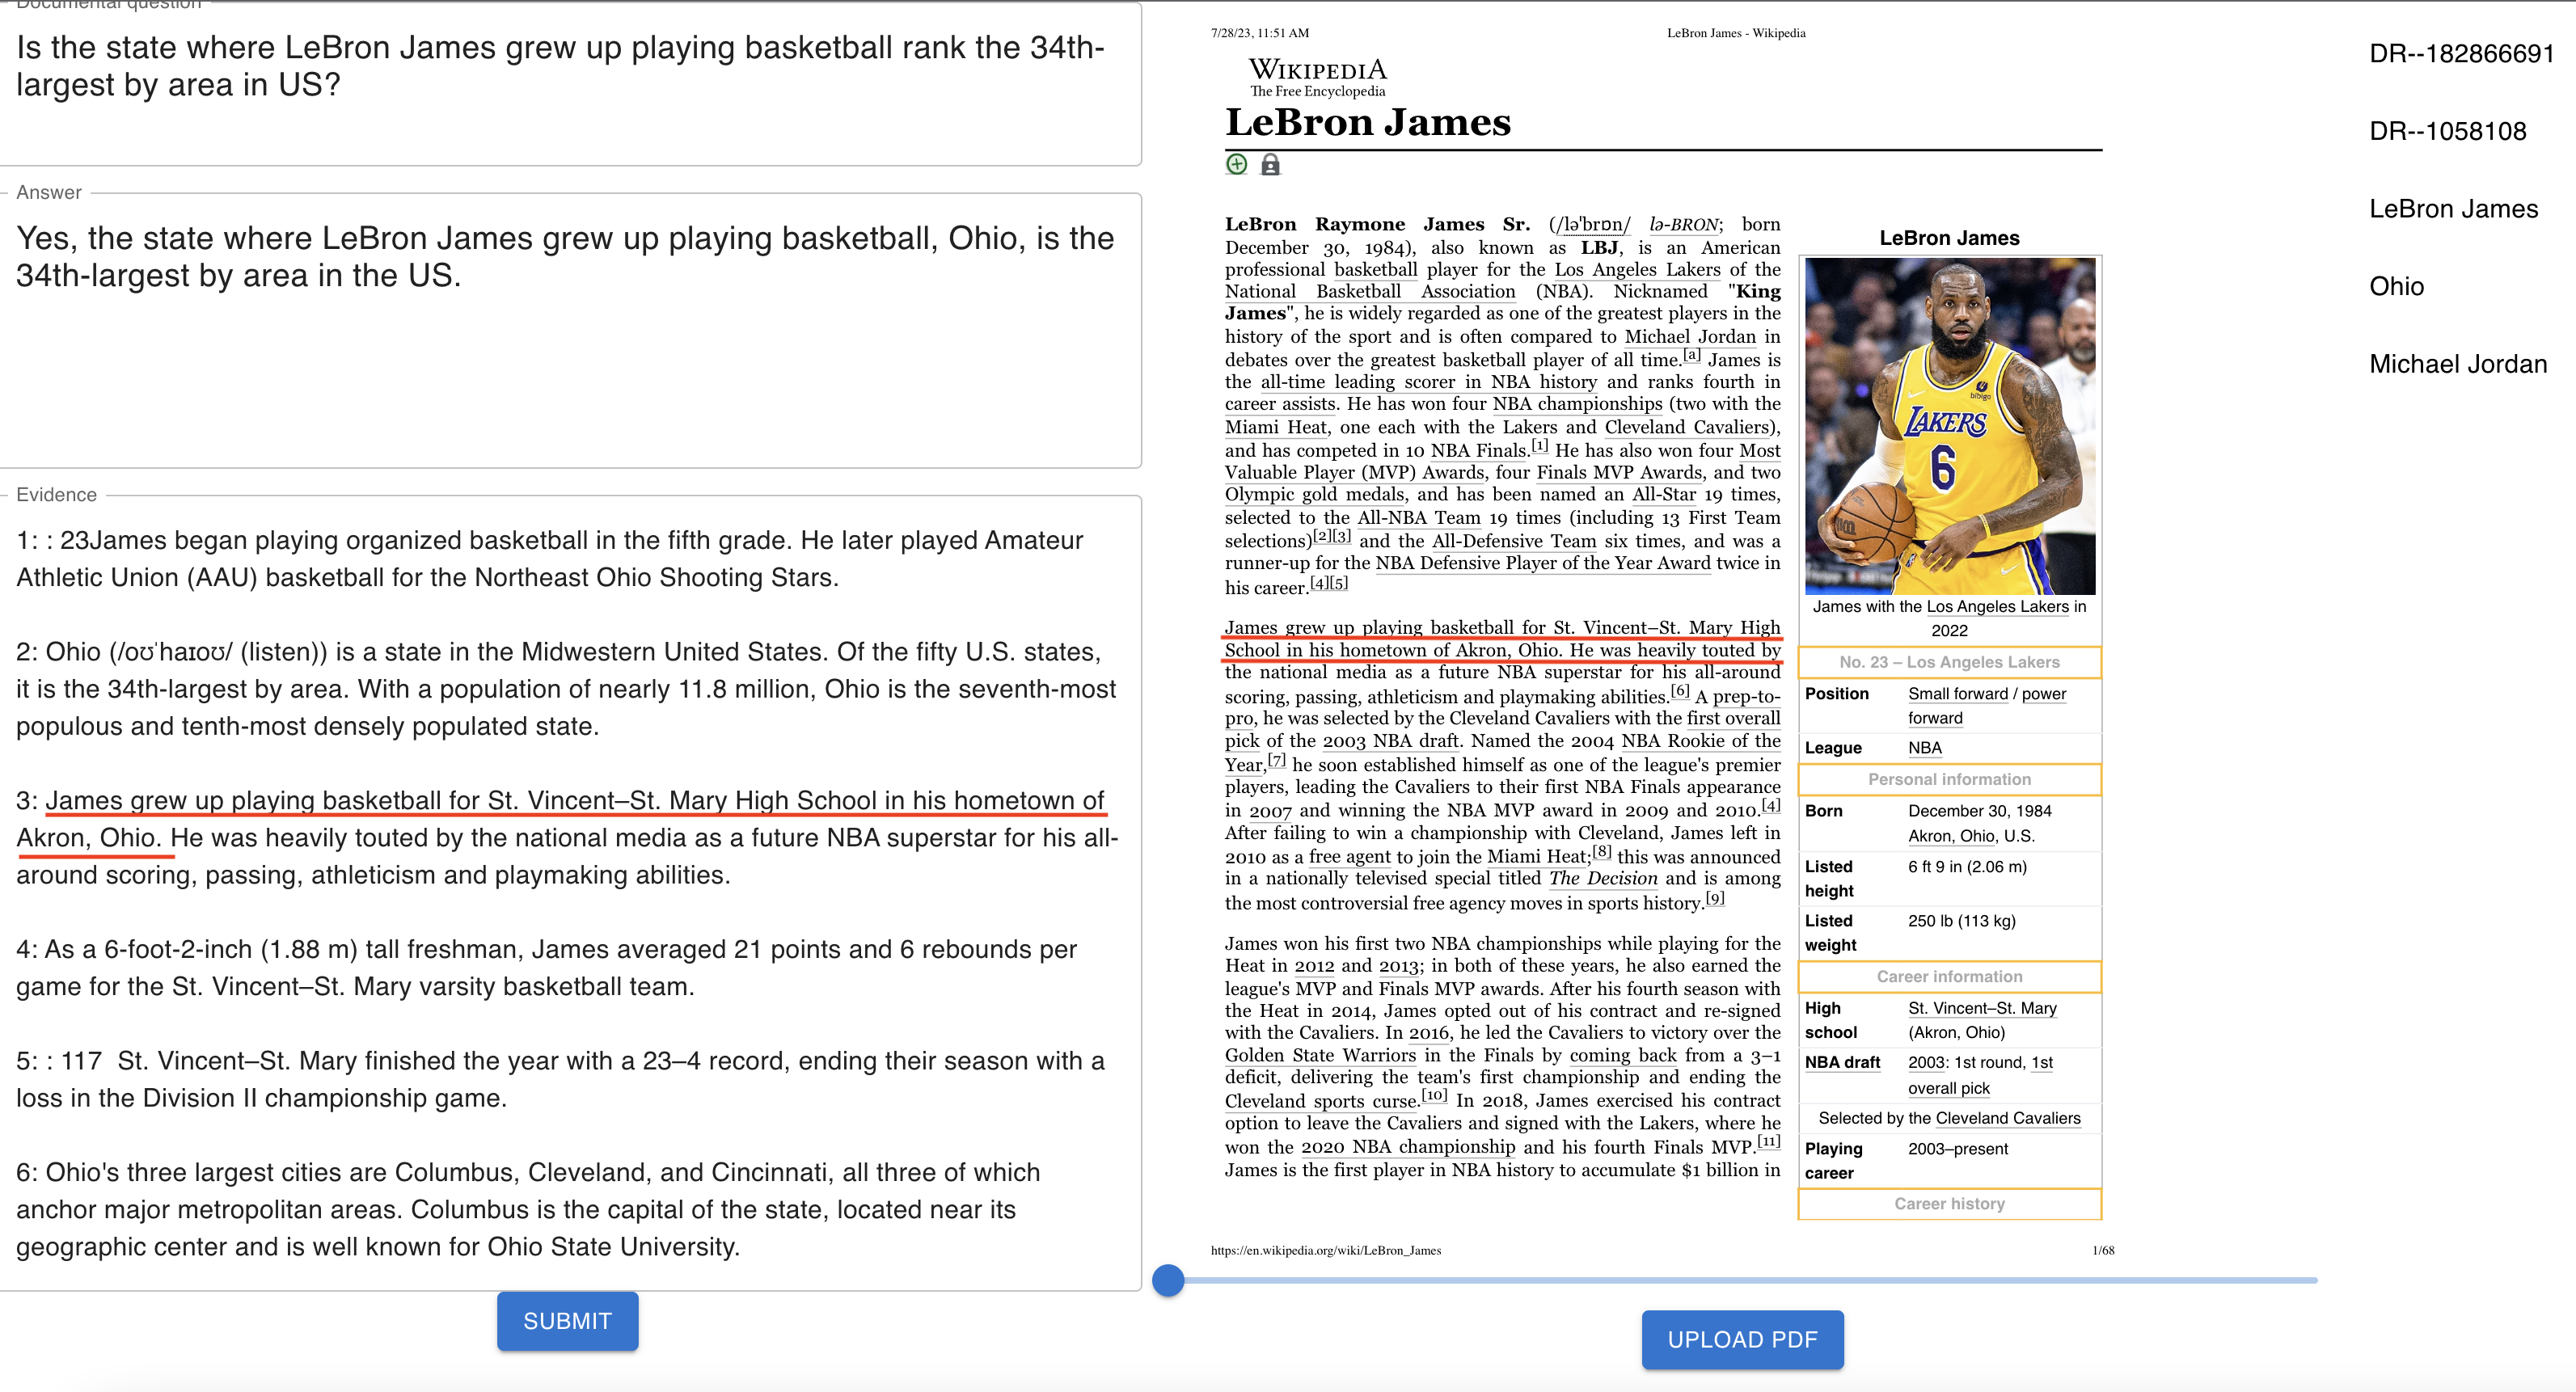 Documental question
Is the state where LeBron James grew up playing basketball rank the 34th-
largest by area in US?
Answer
Yes, the state where LeBron James grew up playing basketball, Ohio, is the
34th-largest by area in the US.
Evidence
1: : 23James began playing organized basketball in the fifth grade. He later played Amateur
Athletic Union (AAU) basketball for the Northeast Ohio Shooting Stars.
2: Ohio (/oʊˈhaɪoʊ/ (listen)) is a state in the Midwestern United States. Of the fifty U.S. states,
it is the 34th-largest by area. With a population of nearly 11.8 million, Ohio is the seventh-most
populous and tenth-most densely populated state.
3: James grew up playing basketball for St. Vincent–St. Mary High School in his hometown of
Akron, Ohio. He was heavily touted by the national media as a future NBA superstar for his all-
around scoring, passing, athleticism and playmaking abilities.
4: As a 6-foot-2-inch (1.88 m) tall freshman, James averaged 21 points and 6 rebounds per
game for the St. Vincent–St. Mary varsity basketball team.
5: : 117  St. Vincent–St. Mary finished the year with a 23–4 record, ending their season with a
loss in the Division II championship game.
6: Ohio's three largest cities are Columbus, Cleveland, and Cincinnati, all three of which
anchor major metropolitan areas. Columbus is the capital of the state, located near its
geographic center and is well known for Ohio State University.
SUBMIT
7/28/23, 11:51 AM
LeBron James - Wikipedia
WIKIPEDIA
The Free Encyclopedia
LeBron James
LeBron Raymone James Sr. (/ləˈbrɒn/ lə-BRON; born
December 30, 1984), also known as LBJ, is an American
professional basketball player for the Los Angeles Lakers of the
National Basketball Association (NBA). Nicknamed "King
James", he is widely regarded as one of the greatest players in the
history of the sport and is often compared to Michael Jordan in
debates over the greatest basketball player of all time.[a] James is
the all-time leading scorer in NBA history and ranks fourth in
career assists. He has won four NBA championships (two with the
Miami Heat, one each with the Lakers and Cleveland Cavaliers),
and has competed in 10 NBA Finals.[1] He has also won four Most
Valuable Player (MVP) Awards, four Finals MVP Awards, and two
Olympic gold medals, and has been named an All-Star 19 times,
selected to the All-NBA Team 19 times (including 13 First Team
selections)[2][3] and the All-Defensive Team six times, and was a
runner-up for the NBA Defensive Player of the Year Award twice in
his career.[4][5]
James grew up playing basketball for St. Vincent–St. Mary High
School in his hometown of Akron, Ohio. He was heavily touted by
the national media as a future NBA superstar for his all-around
scoring, passing, athleticism and playmaking abilities.[6] A prep-to-
pro, he was selected by the Cleveland Cavaliers with the first overall
pick of the 2003 NBA draft. Named the 2004 NBA Rookie of the
Year,[7] he soon established himself as one of the league's premier
players, leading the Cavaliers to their first NBA Finals appearance
in 2007 and winning the NBA MVP award in 2009 and 2010.[4]
After failing to win a championship with Cleveland, James left in
2010 as a free agent to join the Miami Heat;[8] this was announced
in a nationally televised special titled The Decision and is among
the most controversial free agency moves in sports history.[9]
James won his first two NBA championships while playing for the
Heat in 2012 and 2013; in both of these years, he also earned the
league's MVP and Finals MVP awards. After his fourth season with
the Heat in 2014, James opted out of his contract and re-signed
with the Cavaliers. In 2016, he led the Cavaliers to victory over the
Golden State Warriors in the Finals by coming back from a 3–1
deficit, delivering the team's first championship and ending the
Cleveland sports curse.[10] In 2018, James exercised his contract
option to leave the Cavaliers and signed with the Lakers, where he
won the 2020 NBA championship and his fourth Finals MVP.[11]
James is the first player in NBA history to accumulate $1 billion in
LeBron James
bibigo
LAKERS
6
James with the Los Angeles Lakers in
2022
No. 23 – Los Angeles Lakers
Position Small forward / power
forward
League NBA
Personal information
Born December 30, 1984
Akron, Ohio, U.S.
Listed 6 ft 9 in (2.06 m)
height
Listed 250 lb (113 kg)
weight
Career information
High St. Vincent–St. Mary
school (Akron, Ohio)
NBA draft 2003: 1st round, 1st
overall pick
Selected by the Cleveland Cavaliers
Playing 2003–present
career
Career history
https://en.wikipedia.org/wiki/LeBron_James
1/68
UPLOAD PDF
DR--182866691
DR--1058108
LeBron James
Ohio
Michael Jordan